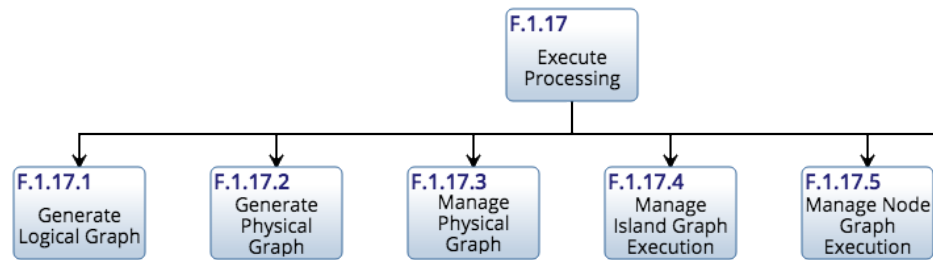 F.1.17
Execute
Processing
F.1.17.1
Generate
Logical Graph
F.1.17.2
Generate
Physical
Graph
F.1.17.3
Manage
Physical
Graph
F.1.17.4
Manage
Island Graph
Execution
F.1.17.5
Manage Node
Graph
Execution